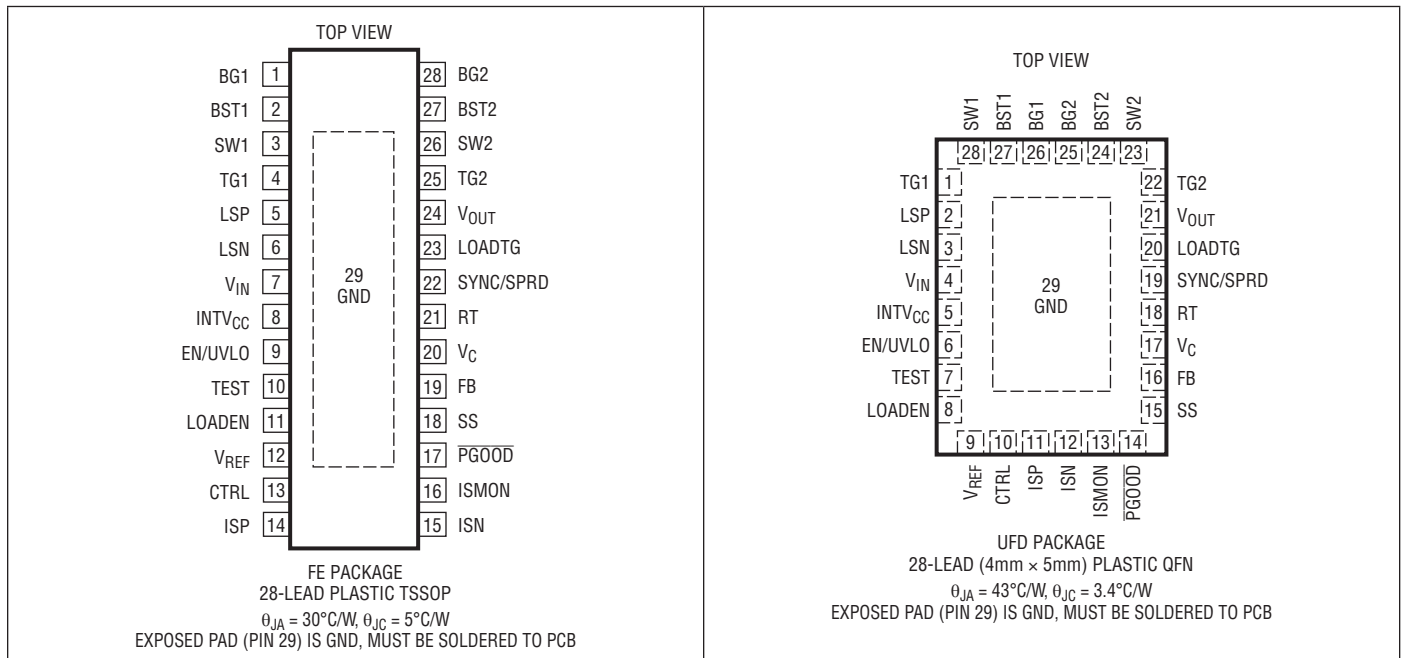 TOP VIEW
BG1 1 28 BG2
BST1 2 27 BST2
SW1 3 26 SW2
TG1 4 25 TG2
LSP 5 24 VOUT
LSN 6 23 LOADTG
VIN 7 22 SYNC/SPRD
29
GND
INTVCC 8 21 RT
EN/UVLO 9 20 VC
TEST 10 19 FB
LOADEN 11 18 SS
VREF 12 17 PGOOD
CTRL 13 16 ISMON
ISP 14 15 ISN
FE PACKAGE
28-LEAD PLASTIC TSSOP
θJA = 30°C/W, θJC = 5°C/W
EXPOSED PAD (PIN 29) IS GND, MUST BE SOLDERED TO PCB
TOP VIEW
SW1 BST1 BG1 BG2 BST2 SW2
28 27 26 25 24 23
TG1 1 22 TG2
LSP 2 21 VOUT
LSN 3 20 LOADTG
VIN 4 19 SYNC/SPRD
29
GND
INTVCC 5 18 RT
EN/UVLO 6 17 VC
TEST 7 16 FB
LOADEN 8 15 SS
9 10 11 12 13 14
VREF CTRL ISP ISN ISMON PGOOD
UFD PACKAGE
28-LEAD (4mm × 5mm) PLASTIC QFN
θJA = 43°C/W, θJC = 3.4°C/W
EXPOSED PAD (PIN 29) IS GND, MUST BE SOLDERED TO PCB